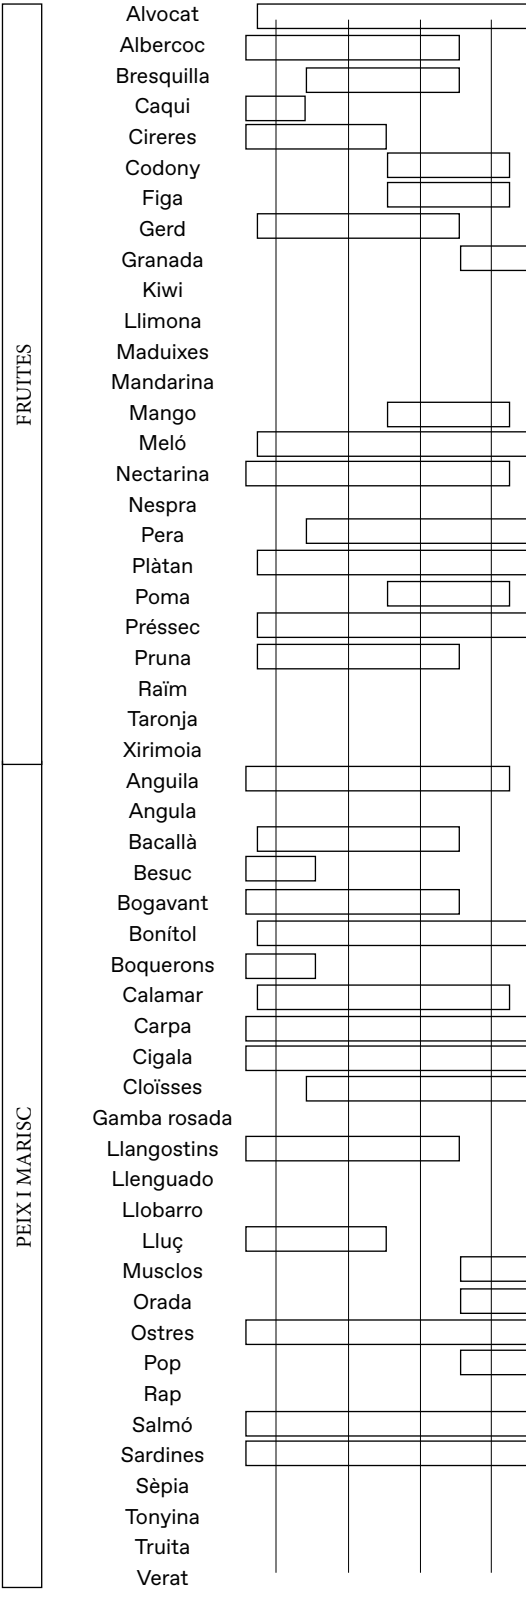 FRUITES
Alvocat
Albercoc
Bresquilla
Caqui
Cireres
Codony
Figa
Gerd
Granada
Kiwi
Llimona
Maduixes
Mandarina
Mango
Meló
Nectarina
Nespra
Pera
Plàtan
Poma
Préssec
Pruna
Raïm
Taronja
Xirimoia
PEIX I MARISC
Anguila
Angula
Bacallà
Besuc
Bogavant
Bonítol
Boquerons
Calamar
Carpa
Cigala
Cloïsses
Gamba rosada
Llangostins
Llenguado
Llobarro
Lluç
Musclos
Orada
Ostres
Pop
Rap
Salmó
Sardines
Sèpia
Tonyina
Truita
Verat